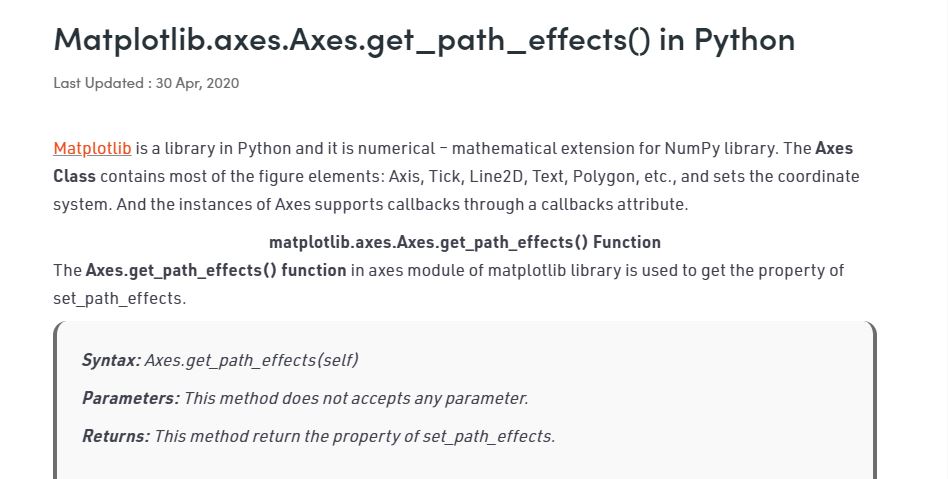 Matplotlib.axes.Axes.get_path_effects() in Python
Last Updated : 30 Apr, 2020
Matplotlib is a library in Python and it is numerical – mathematical extension for NumPy library. The Axes
Class contains most of the figure elements: Axis, Tick, Line2D, Text, Polygon, etc., and sets the coordinate
system. And the instances of Axes supports callbacks through a callbacks attribute.
matplotlib.axes.Axes.get_path_effects() Function
The Axes.get_path_effects() function in axes module of matplotlib library is used to get the property of
set_path_effects.
Syntax: Axes.get_path_effects(self)
Parameters: This method does not accepts any parameter.
Returns: This method return the property of set_path_effects.